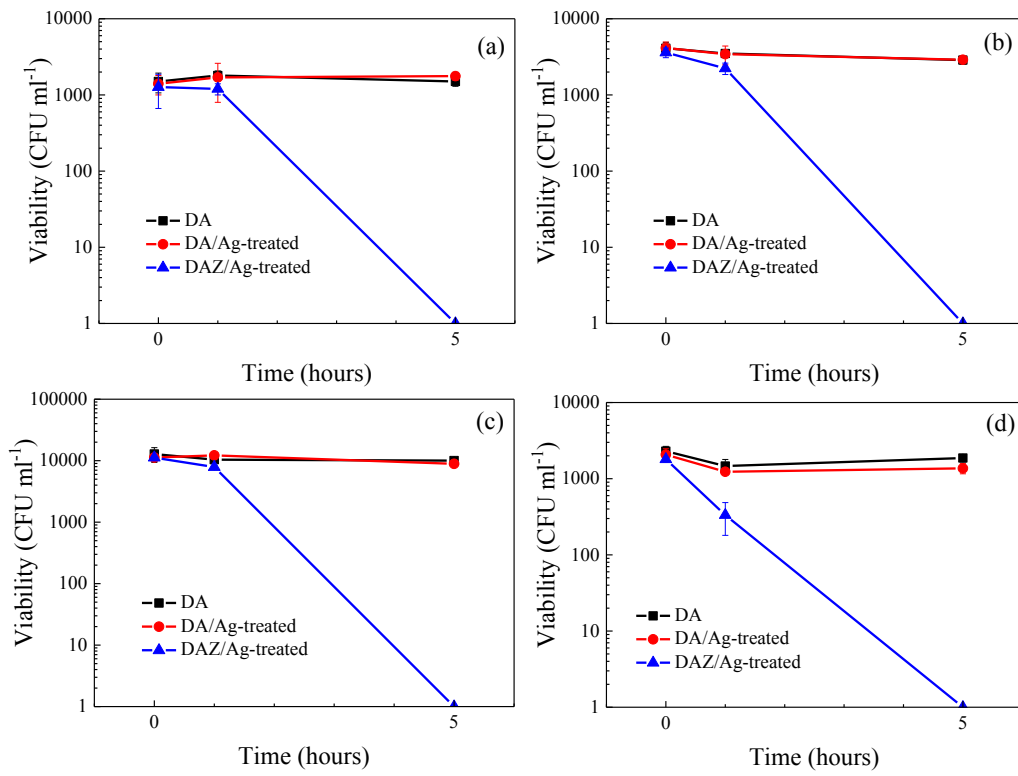 (a)
10000
1000
100
10
1
Viability (CFU ml⁻¹)
DA
DA/Ag-treated
DAZ/Ag-treated
0
5
Time (hours)
(b)
10000
1000
100
10
1
Viability (CFU ml⁻¹)
DA
DA/Ag-treated
DAZ/Ag-treated
0
5
Time (hours)
(c)
100000
10000
1000
100
10
1
Viability (CFU ml⁻¹)
DA
DA/Ag-treated
DAZ/Ag-treated
0
5
Time (hours)
(d)
10000
1000
100
10
1
Viability (CFU ml⁻¹)
DA
DA/Ag-treated
DAZ/Ag-treated
0
5
Time (hours)